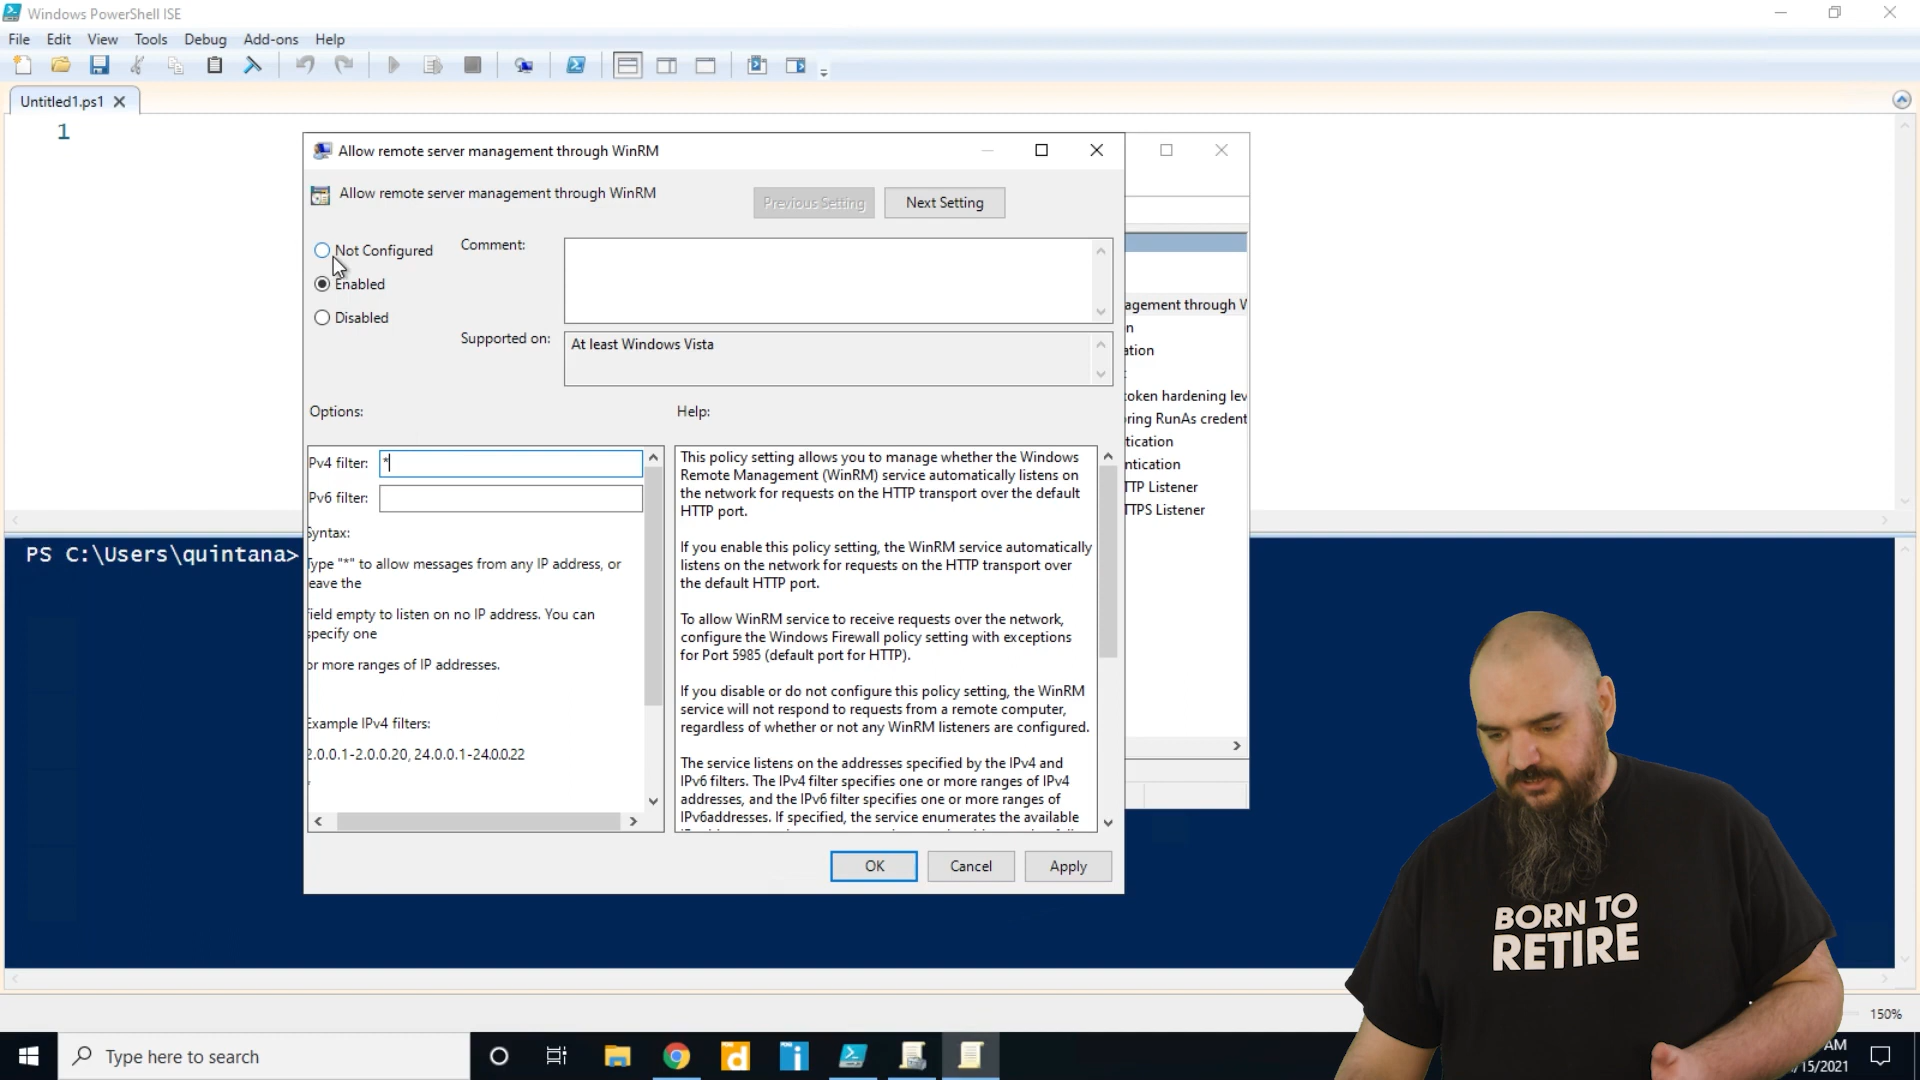 Windows PowerShell ISE
File Edit View Tools Debug Add-ons Help
Untitled1.ps1
1
Allow remote server management through WinRM
Allow remote server management through WinRM
Previous Setting Next Setting
Not Configured
Comment:
Enabled
Disabled
Supported on:
At least Windows Vista
Options:
Help:
Pv4 filter: *
Pv6 filter:
Syntax:
Type "*" to allow messages from any IP address, or
leave the
field empty to listen on no IP address. You can
specify one
or more ranges of IP addresses.
Example IPv4 filters:
2.0.0.1-2.0.0.20, 24.0.0.1-24.0.0.22
This policy setting allows you to manage whether the Windows
Remote Management (WinRM) service automatically listens on
the network for requests on the HTTP transport over the default
HTTP port.
If you enable this policy setting, the WinRM service automatically
listens on the network for requests on the HTTP transport over
the default HTTP port.
To allow WinRM service to receive requests over the network,
configure the Windows Firewall policy setting with exceptions
for Port 5985 (default port for HTTP).
If you disable or do not configure this policy setting, the WinRM
service will not respond to requests from a remote computer,
regardless of whether or not any WinRM listeners are configured.
The service listens on the addresses specified by the IPv4 and
IPv6 filters. The IPv4 filter specifies one or more ranges of IPv4
addresses, and the IPv6 filter specifies one or more ranges of
IPv6addresses. If specified, the service enumerates the available
OK Cancel Apply
agement through W
n
ation
token hardening lev
oring RunAs credent
tication
ntication
TTP Listener
TTPS Listener
PS C:\Users\quintana>
BORN TO
RETIRE
150%
Type here to search
AM
/15/2021